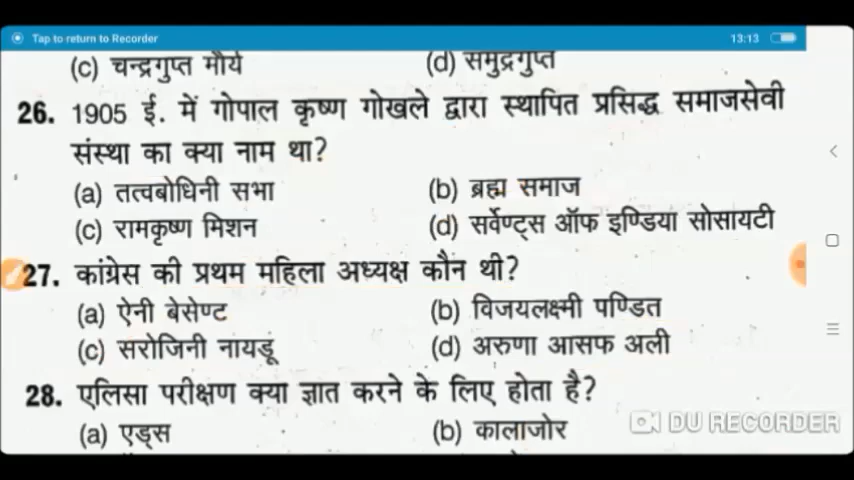 Tap to return to Recorder 13:13
(c) चन्द्रगुप्त मौर्य (d) समुद्रगुप्त
26. 1905 ई. में गोपाल कृष्ण गोखले द्वारा स्थापित प्रसिद्ध समाजसेवी
संस्था का क्या नाम था?
(a) तत्वबोधिनी सभा (b) ब्रह्म समाज
(c) रामकृष्ण मिशन (d) सर्वेण्ट्स ऑफ इण्डिया सोसायटी
27. कांग्रेस की प्रथम महिला अध्यक्ष कौन थी?
(a) ऐनी बेसेण्ट (b) विजयलक्ष्मी पण्डित
(c) सरोजिनी नायडू (d) अरुणा आसफ अली
28. एलिसा परीक्षण क्या ज्ञात करने के लिए होता है?
(a) एड्स (b) कालाजोर
DU RECORDER